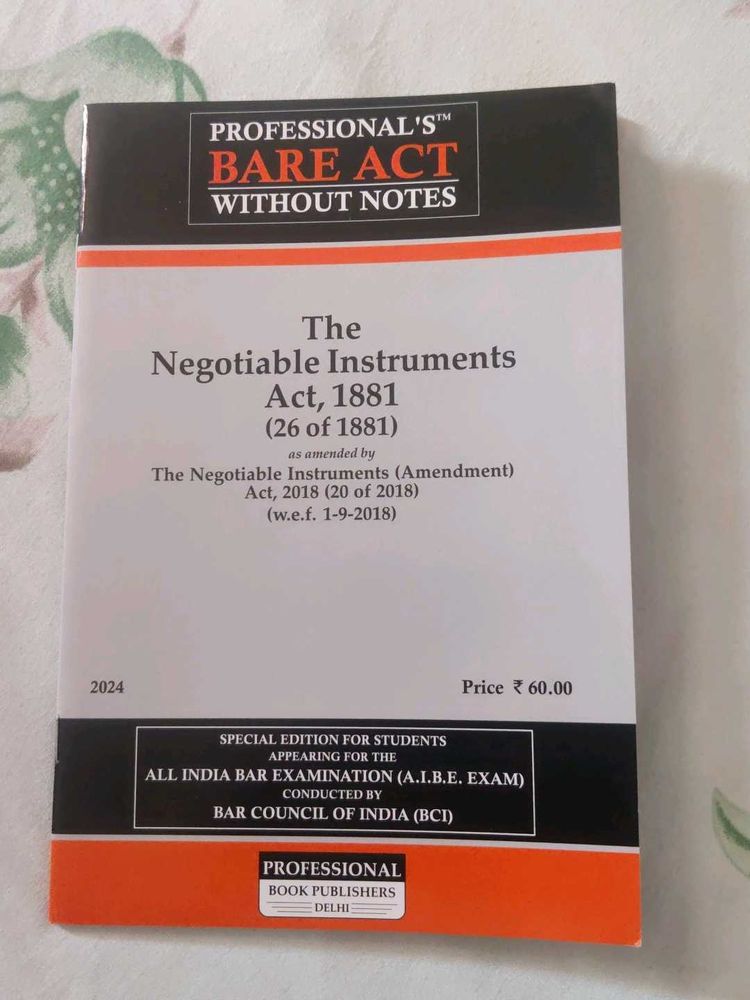 PROFESSIONAL'S™
BARE ACT
WITHOUT NOTES
The
Negotiable Instruments
Act, 1881
(26 of 1881)
as amended by
The Negotiable Instruments (Amendment)
Act, 2018 (20 of 2018)
(w.e.f. 1-9-2018)
2024 Price ₹ 60.00
SPECIAL EDITION FOR STUDENTS
APPEARING FOR THE
ALL INDIA BAR EXAMINATION (A.I.B.E. EXAM)
CONDUCTED BY
BAR COUNCIL OF INDIA (BCI)
PROFESSIONAL
BOOK PUBLISHERS
DELHI